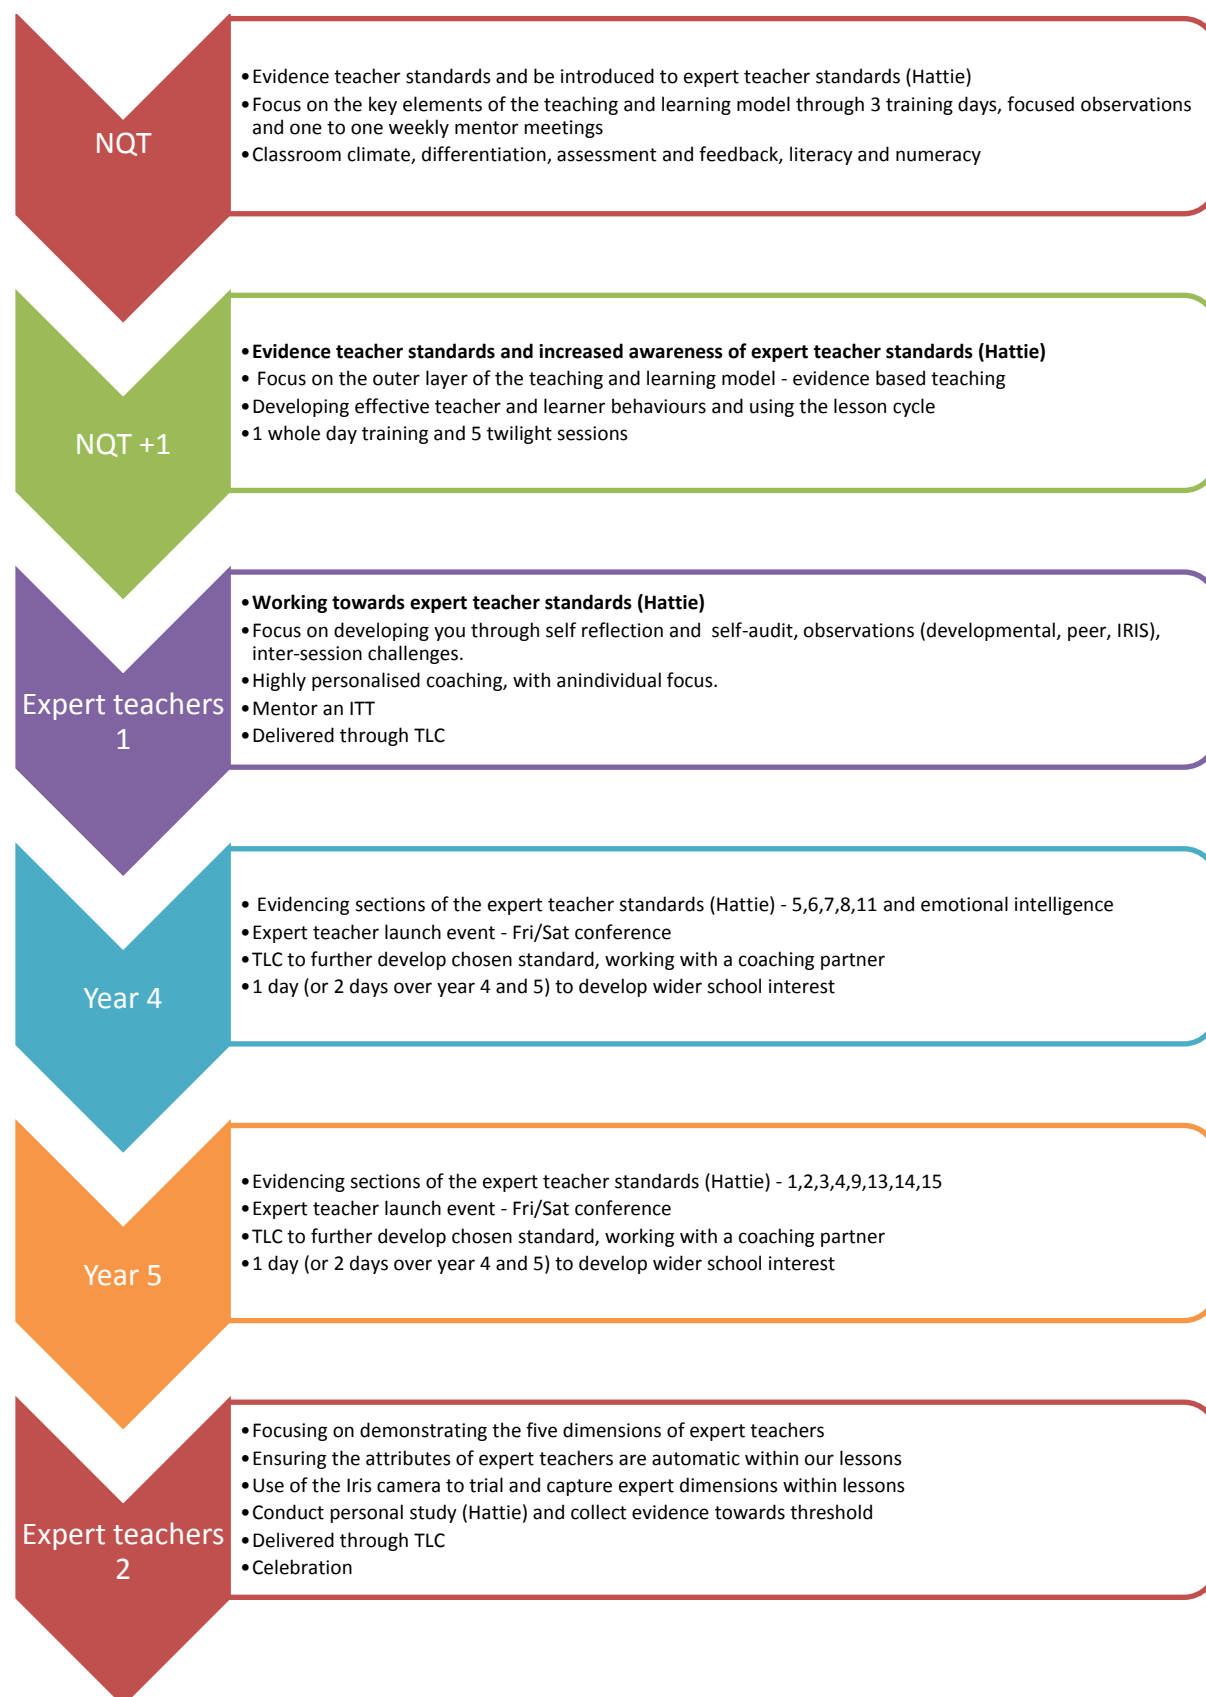 NQT
•Evidence teacher standards and be introduced to expert teacher standards (Hattie)
•Focus on the key elements of the teaching and learning model through 3 training days, focused observations
and one to one weekly mentor meetings
•Classroom climate, differentiation, assessment and feedback, literacy and numeracy
NQT +1
•Evidence teacher standards and increased awareness of expert teacher standards (Hattie)
• Focus on the outer layer of the teaching and learning model - evidence based teaching
•Developing effective teacher and learner behaviours and using the lesson cycle
•1 whole day training and 5 twilight sessions
Expert teachers
1
•Working towards expert teacher standards (Hattie)
•Focus on developing you through self reflection and  self-audit, observations (developmental, peer, IRIS),
inter-session challenges.
•Highly personalised coaching, with anindividual focus.
•Mentor an ITT
•Delivered through TLC
Year 4
• Evidencing sections of the expert teacher standards (Hattie) - 5,6,7,8,11 and emotional intelligence
•Expert teacher launch event - Fri/Sat conference
•TLC to further develop chosen standard, working with a coaching partner
•1 day (or 2 days over year 4 and 5) to develop wider school interest
Year 5
•Evidencing sections of the expert teacher standards (Hattie) - 1,2,3,4,9,13,14,15
•Expert teacher launch event - Fri/Sat conference
•TLC to further develop chosen standard, working with a coaching partner
•1 day (or 2 days over year 4 and 5) to develop wider school interest
Expert teachers
2
•Focusing on demonstrating the five dimensions of expert teachers
•Ensuring the attributes of expert teachers are automatic within our lessons
•Use of the Iris camera to trial and capture expert dimensions within lessons
•Conduct personal study (Hattie) and collect evidence towards threshold
•Delivered through TLC
•Celebration